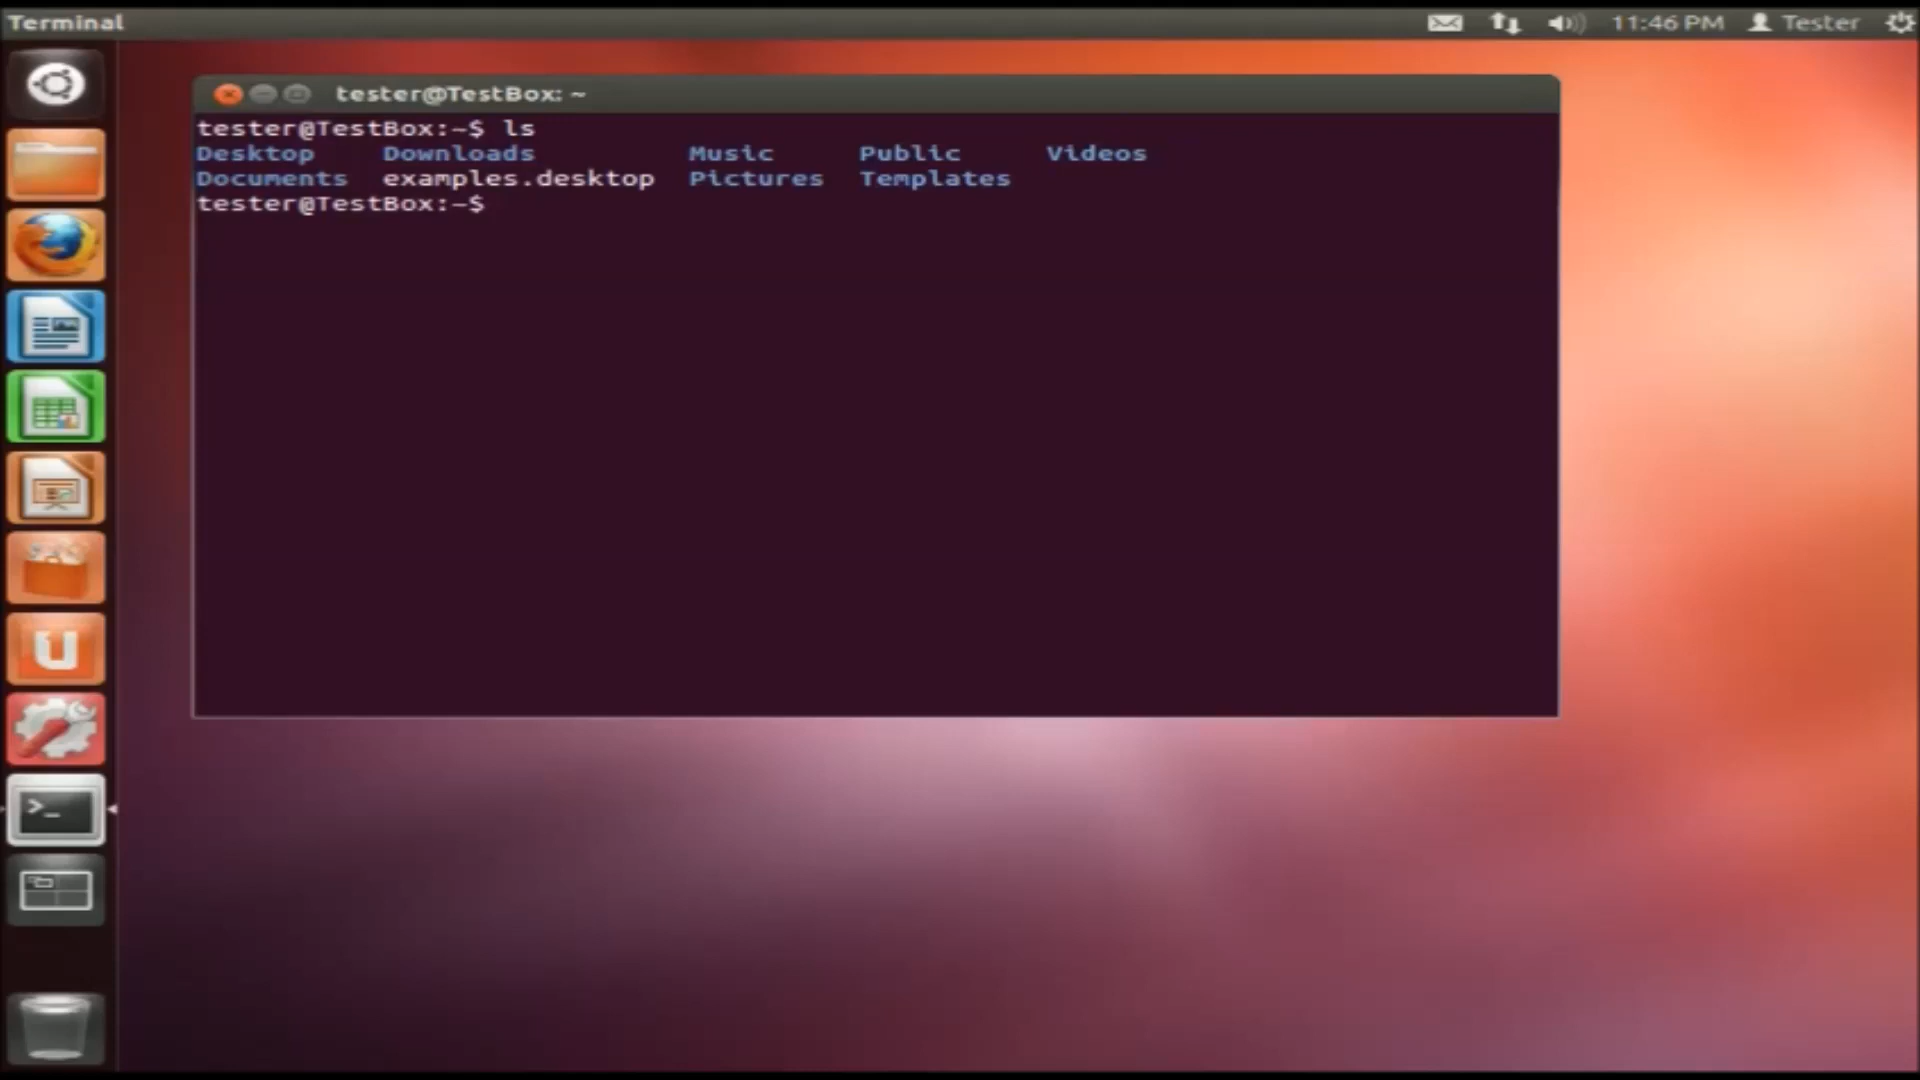 Terminal
11:46 PM Tester
tester@TestBox: ~
tester@TestBox:~$ ls
Desktop Downloads Music Public Videos
Documents examples.desktop Pictures Templates
tester@TestBox:~$